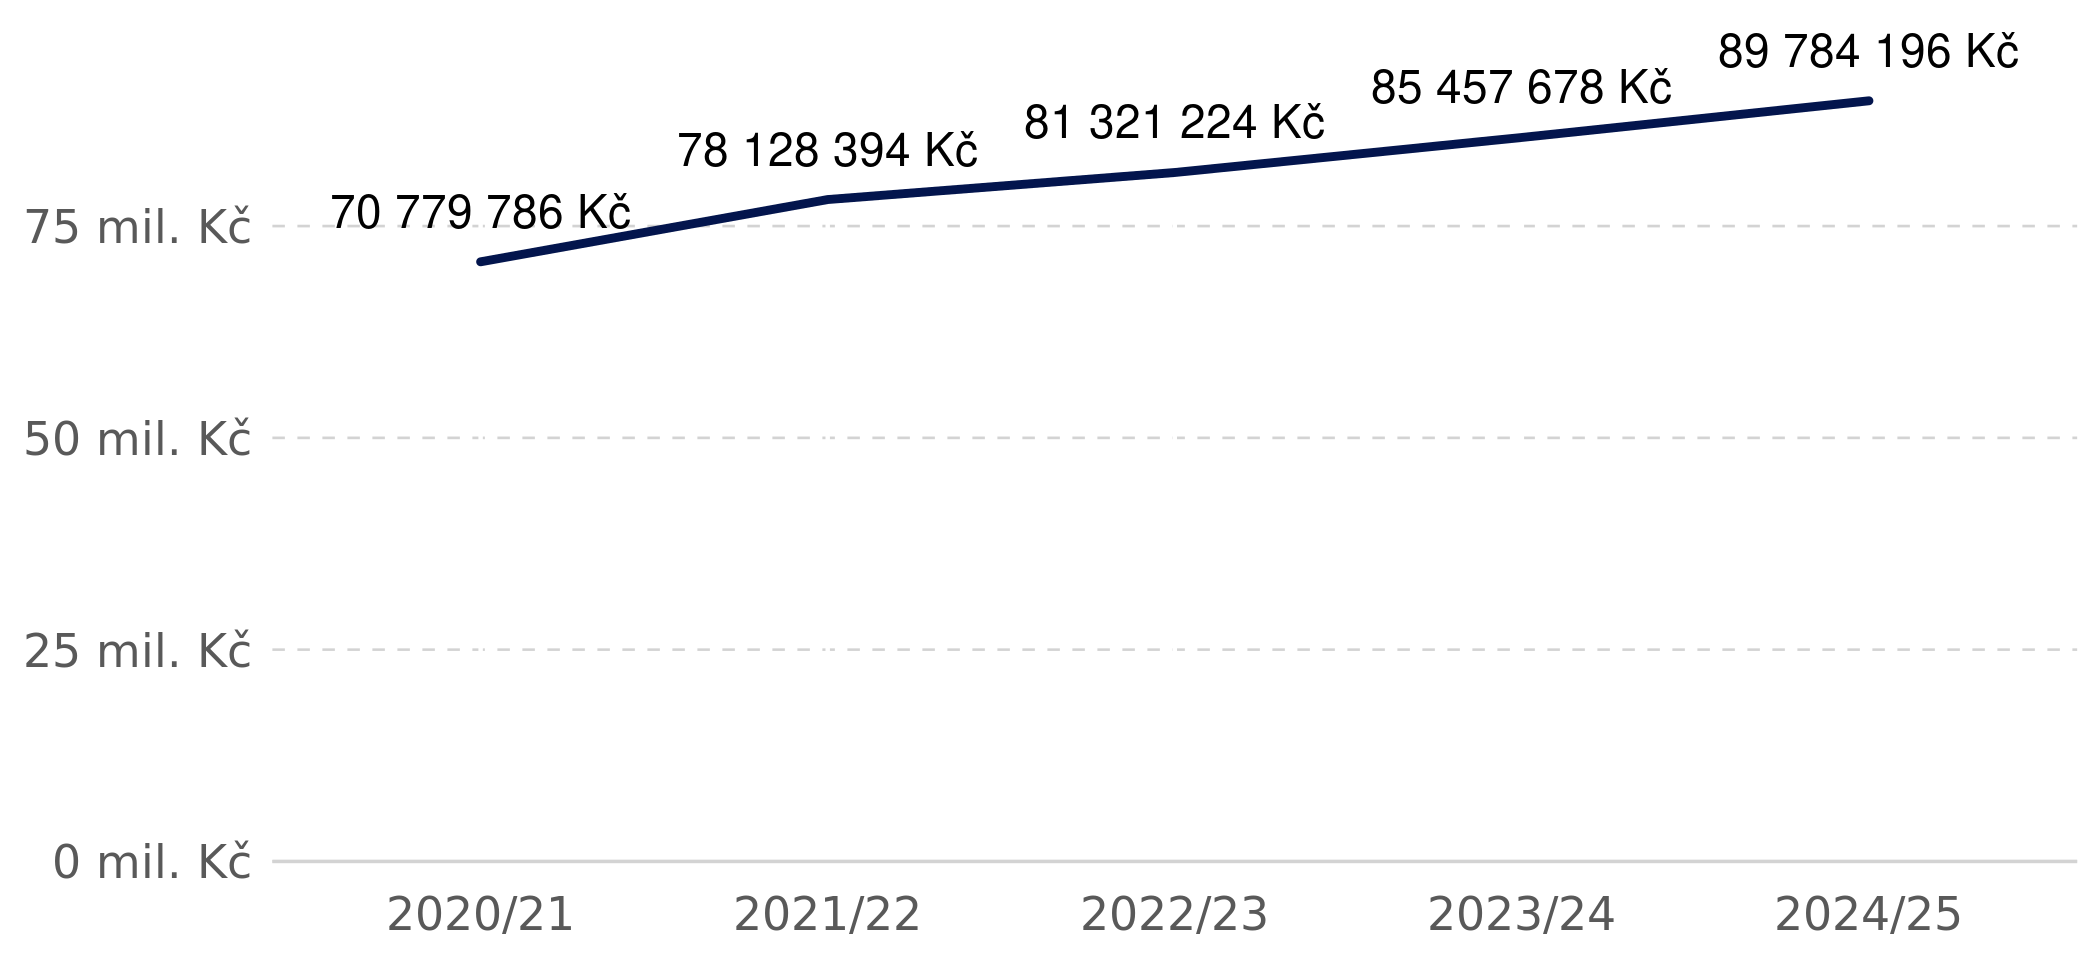 89 784 196 Kč
85 457 678 Kč
81 321 224 Kč
78 128 394 Kč
70 779 786 Kč
75 mil. Kč
50 mil. Kč
25 mil. Kč
0 mil. Kč
2020/21 2021/22 2022/23 2023/24 2024/25